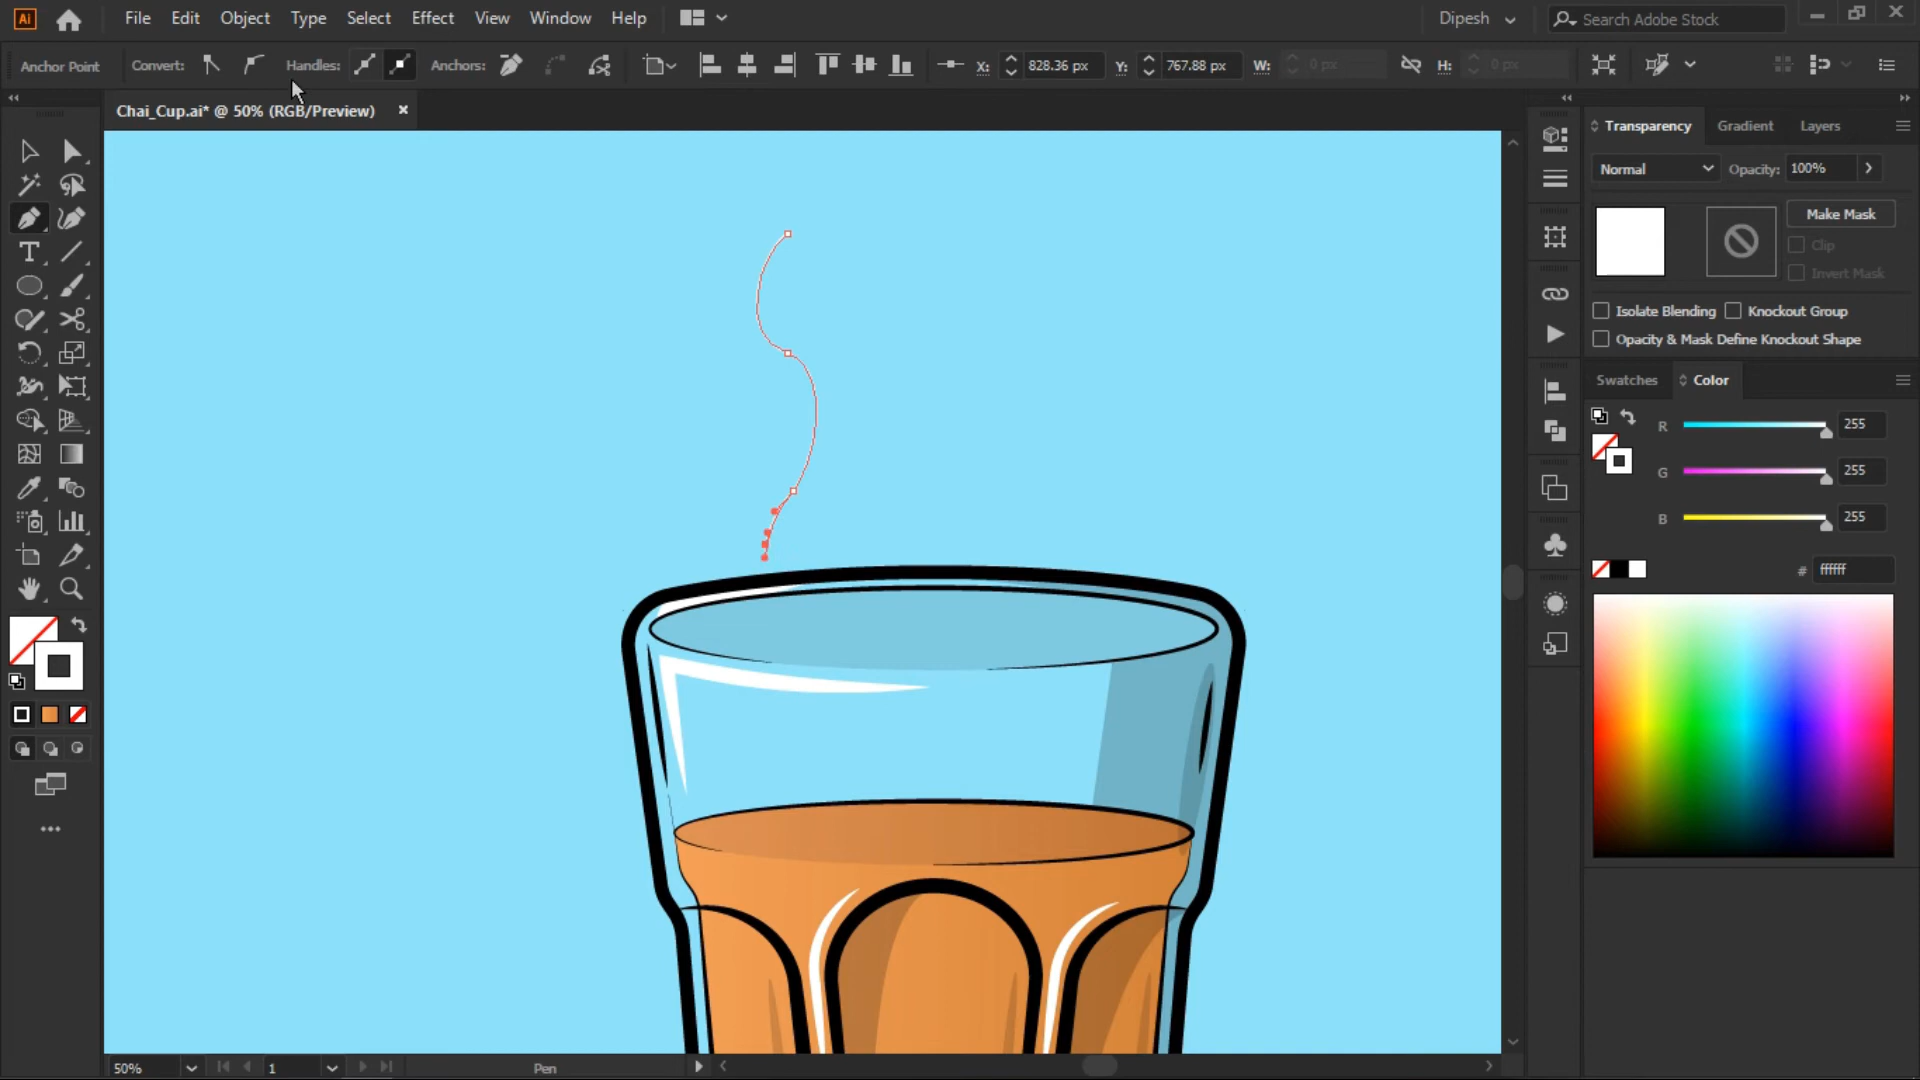 Ai File Edit Object Type Select Effect View Window Help Dipesh Search Adobe Stock
Anchor Point Convert: Handles: Anchors: X: 828.36 px Y: 767.88 px W: 0 px H: 0 px
Chai_Cup.ai* @ 50% (RGB/Preview)
Transparency Gradient Layers
Normal Opacity: 100%
Make Mask
Clip
Invert Mask
Isolate Blending Knockout Group
Opacity & Mask Define Knockout Shape
Swatches Color
R 255
G 255
B 255
# ffffff
50% 1 Pen